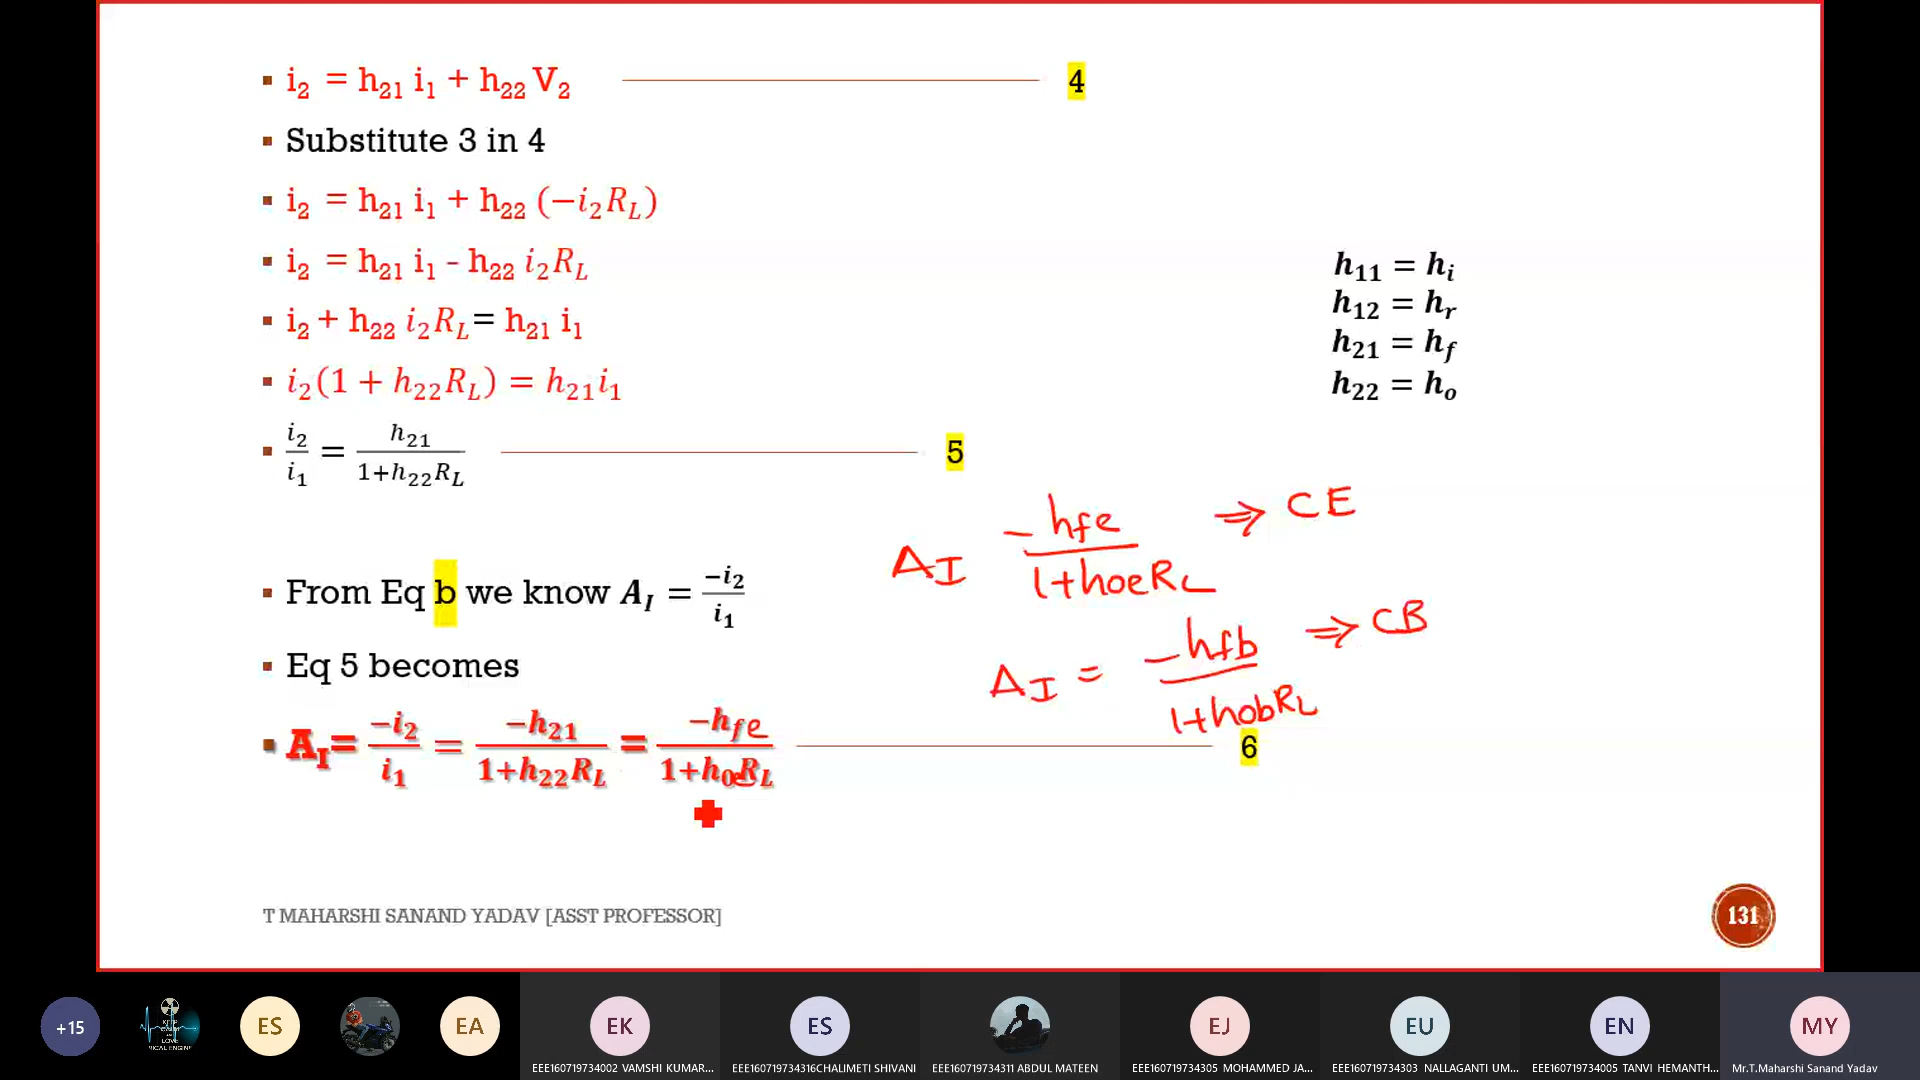 i₂ = h₂₁ i₁ + h₂₂ V₂ 4
Substitute 3 in 4
i₂ = h₂₁ i₁ + h₂₂ (−i₂R_L)
i₂ = h₂₁ i₁ - h₂₂ i₂R_L
i₂ + h₂₂ i₂R_L = h₂₁ i₁
i₂(1 + h₂₂R_L) = h₂₁i₁
i₂/i₁ = h₂₁/(1+h₂₂R_L) 5
From Eq b we know A_I = −i₂/i₁
Eq 5 becomes
A_I = −i₂/i₁ = −h₂₁/(1+h₂₂R_L) = −h_fe/(1+h_0eR_L) 6
h₁₁ = h_i
h₁₂ = h_r
h₂₁ = h_f
h₂₂ = h_o
A_I −hfe/(1+hoeR_L) ⇒ CE
A_I = −hfb/(1+hobR_L) ⇒ CB
T MAHARSHI SANAND YADAV [ASST PROFESSOR]
131
+15
ES
EA
EK
ES
EJ
EU
EN
MY
EEE160719734002 VAMSHI KUMAR...
EEE160719734316CHALIMETI SHIVANI
EEE160719734311 ABDUL MATEEN
EEE160719734305 MOHAMMED JA...
EEE160719734303 NALLAGANTI UM...
EEE160719734005 TANVI HEMANTH...
Mr.T.Maharshi Sanand Yadav